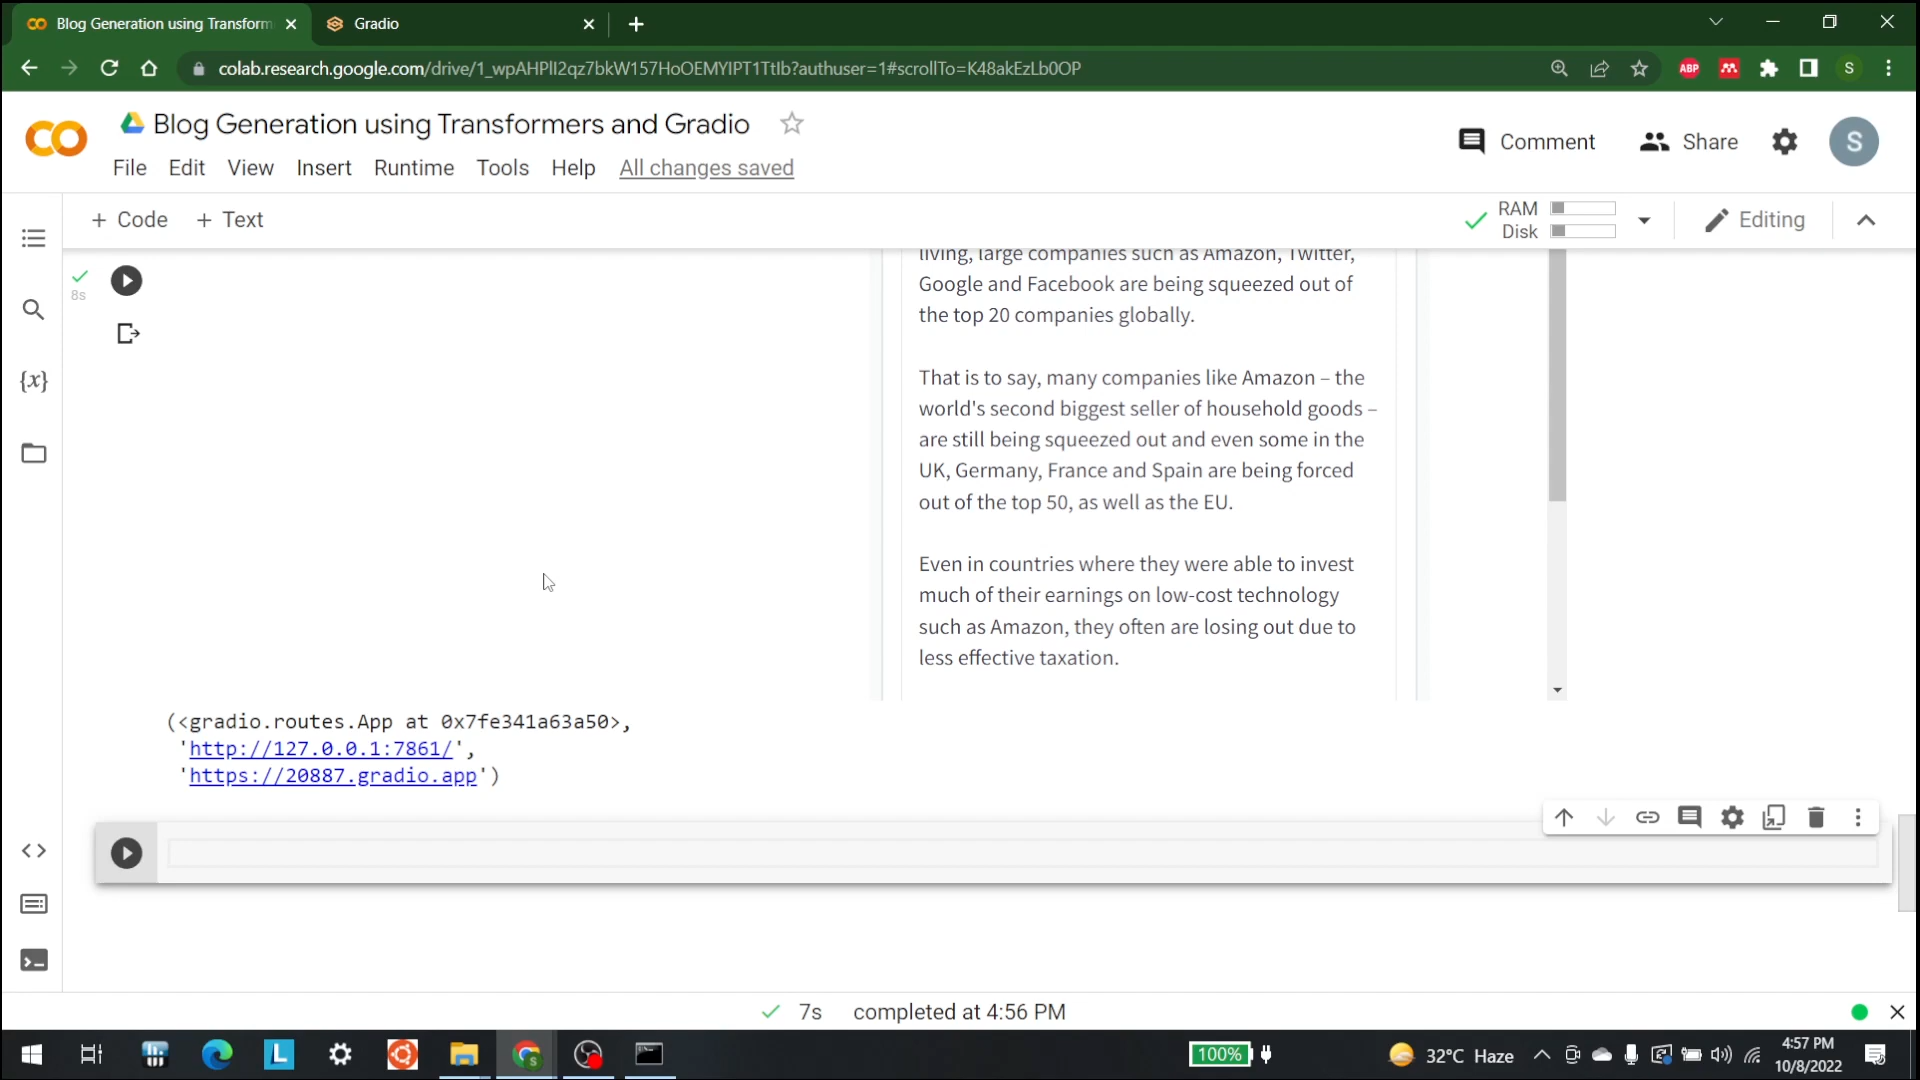 Blog Generation using Transform
Gradio
colab.research.google.com/drive/1_wpAHPlI2qz7bkW157HoOEMYIPT1Ttlb?authuser=1#scrollTo=K48akEzLb0OP
ABP
S
Blog Generation using Transformers and Gradio
Comment
Share
S
File Edit View Insert Runtime Tools Help All changes saved
+ Code + Text
RAM
Disk
Editing
8s
living, large companies such as Amazon, Twitter,
Google and Facebook are being squeezed out of
the top 20 companies globally.
That is to say, many companies like Amazon – the
world's second biggest seller of household goods –
are still being squeezed out and even some in the
UK, Germany, France and Spain are being forced
out of the top 50, as well as the EU.
Even in countries where they were able to invest
much of their earnings on low-cost technology
such as Amazon, they often are losing out due to
less effective taxation.
{x}
(<gradio.routes.App at 0x7fe341a63a50>,
'http://127.0.0.1:7861/',
'https://20887.gradio.app')
7s completed at 4:56 PM
L
100%
32°C Haze
4:57 PM
10/8/2022